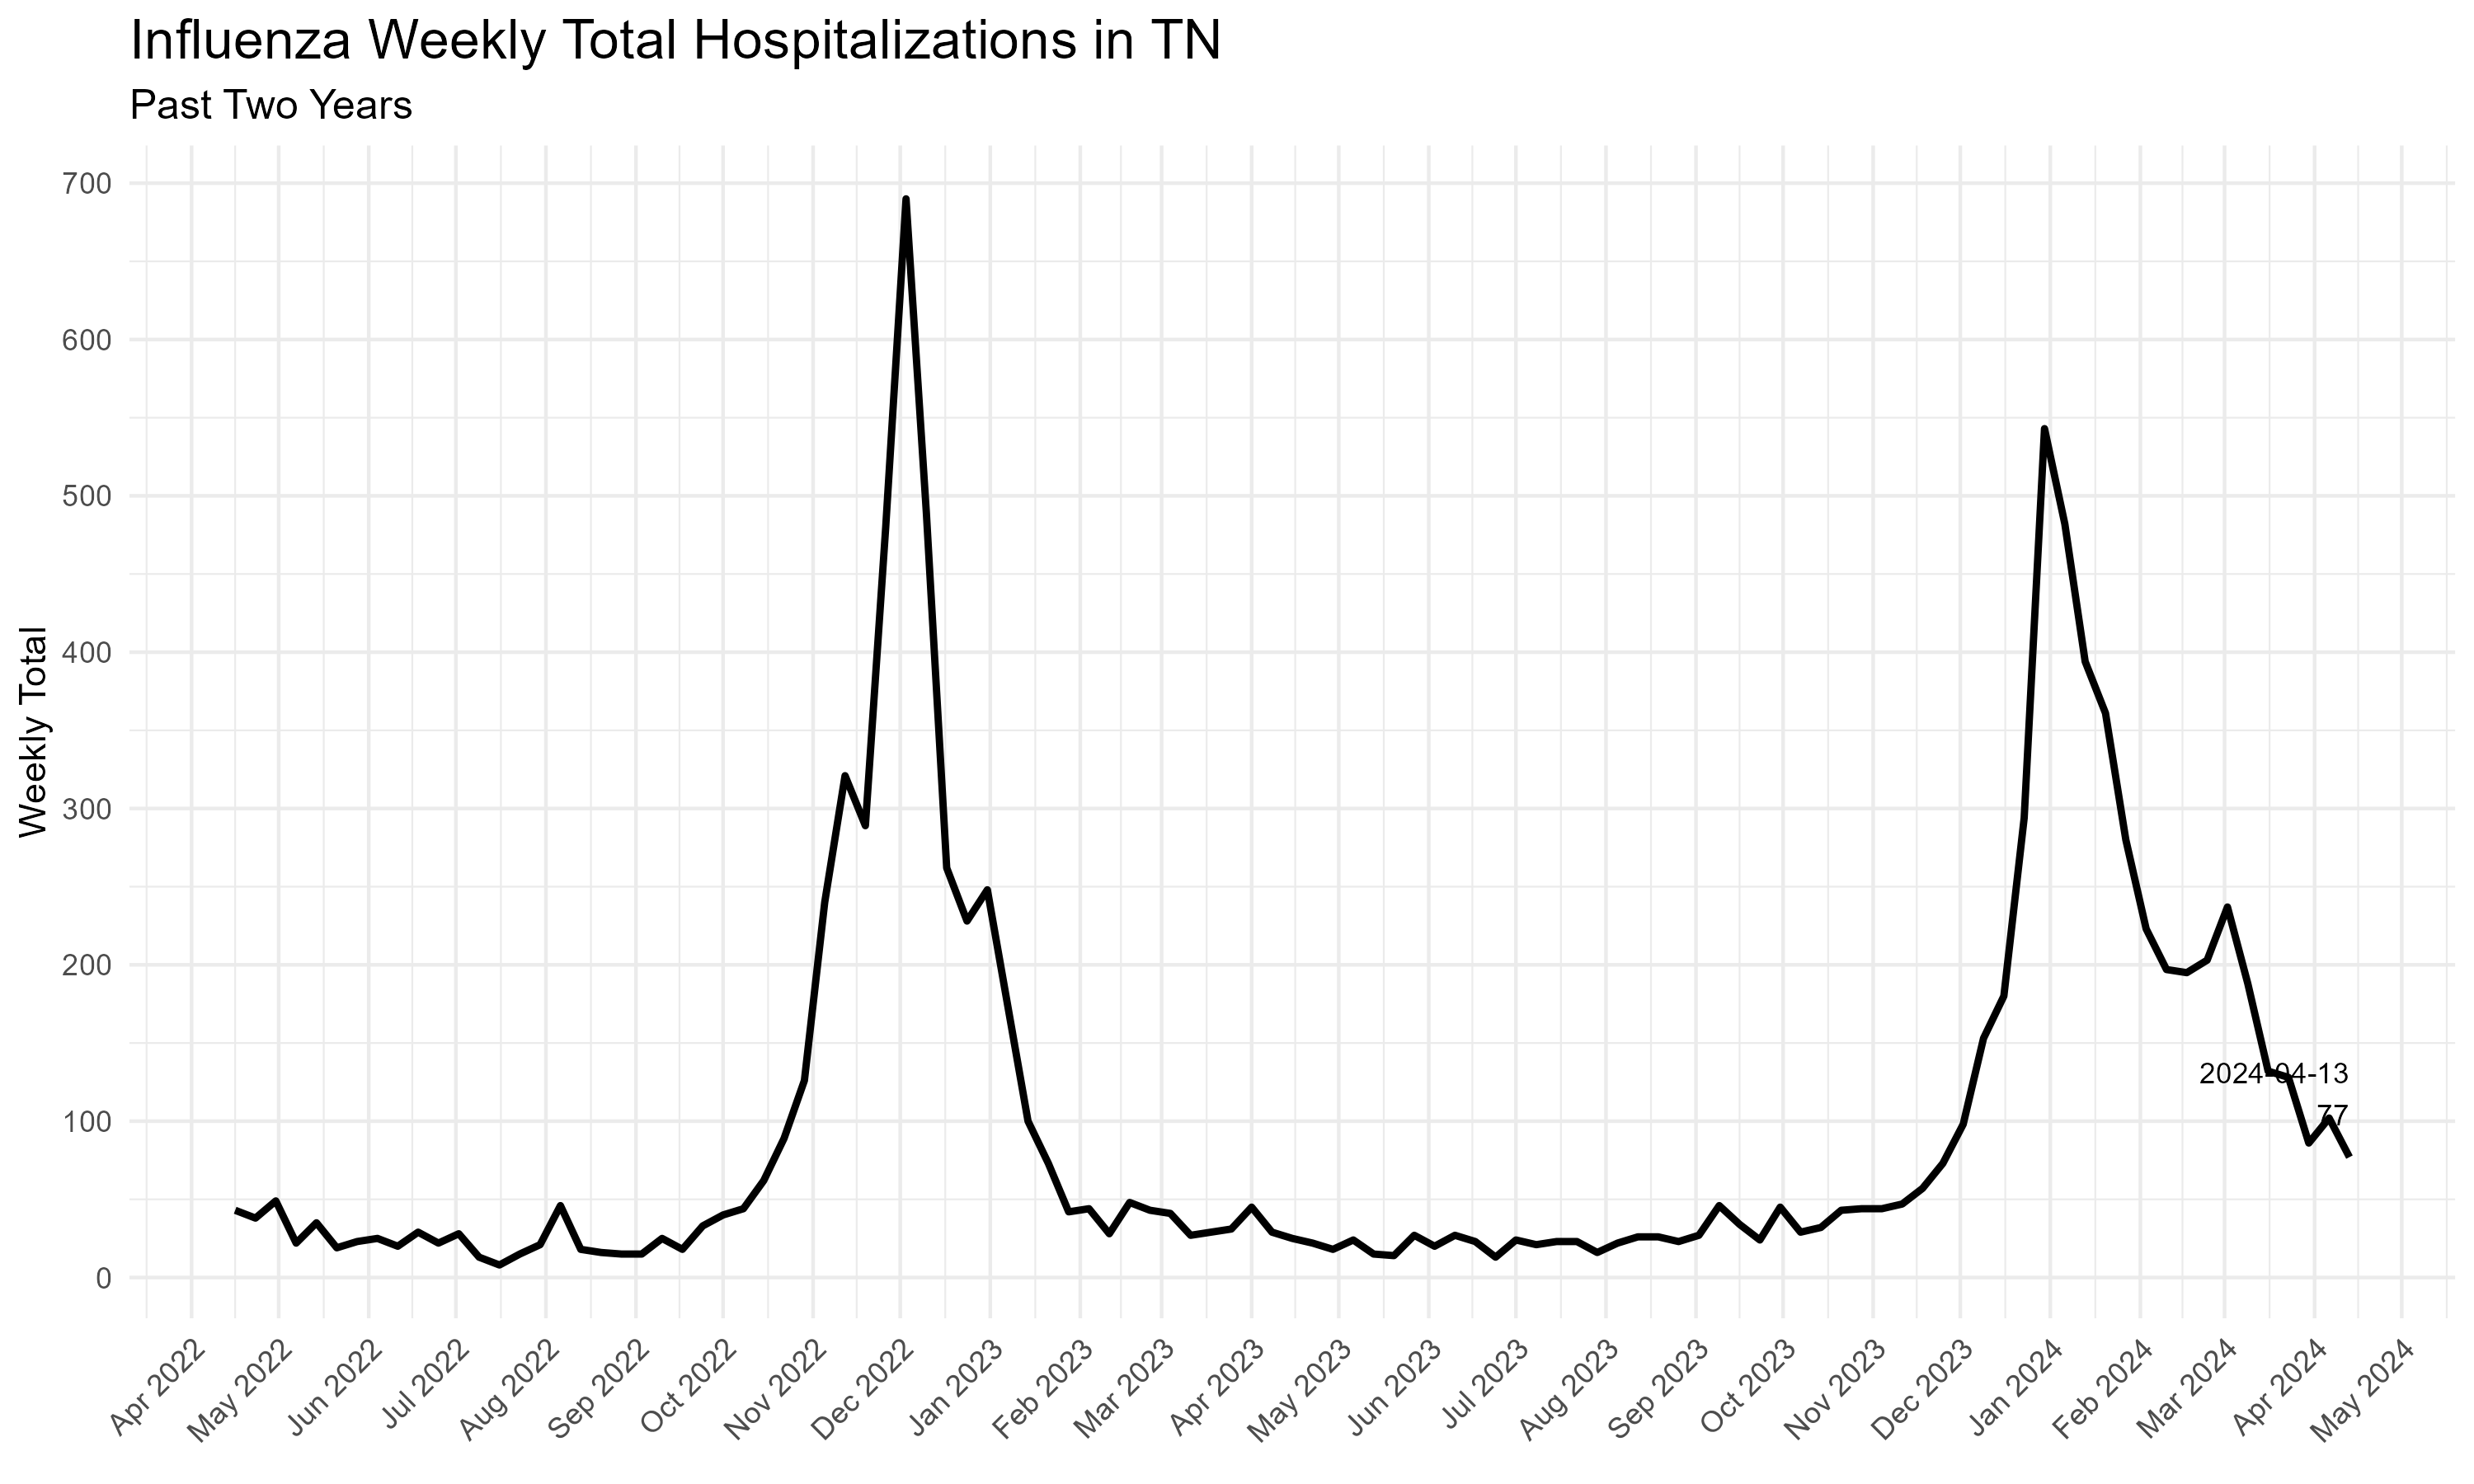 Influenza Weekly Total Hospitalizations in TN
Past Two Years
700
600
500
400
300
200
100
0
Weekly Total
2024-04-13
77
Apr 2022
May 2022
Jun 2022
Jul 2022
Aug 2022
Sep 2022
Oct 2022
Nov 2022
Dec 2022
Jan 2023
Feb 2023
Mar 2023
Apr 2023
May 2023
Jun 2023
Jul 2023
Aug 2023
Sep 2023
Oct 2023
Nov 2023
Dec 2023
Jan 2024
Feb 2024
Mar 2024
Apr 2024
May 2024